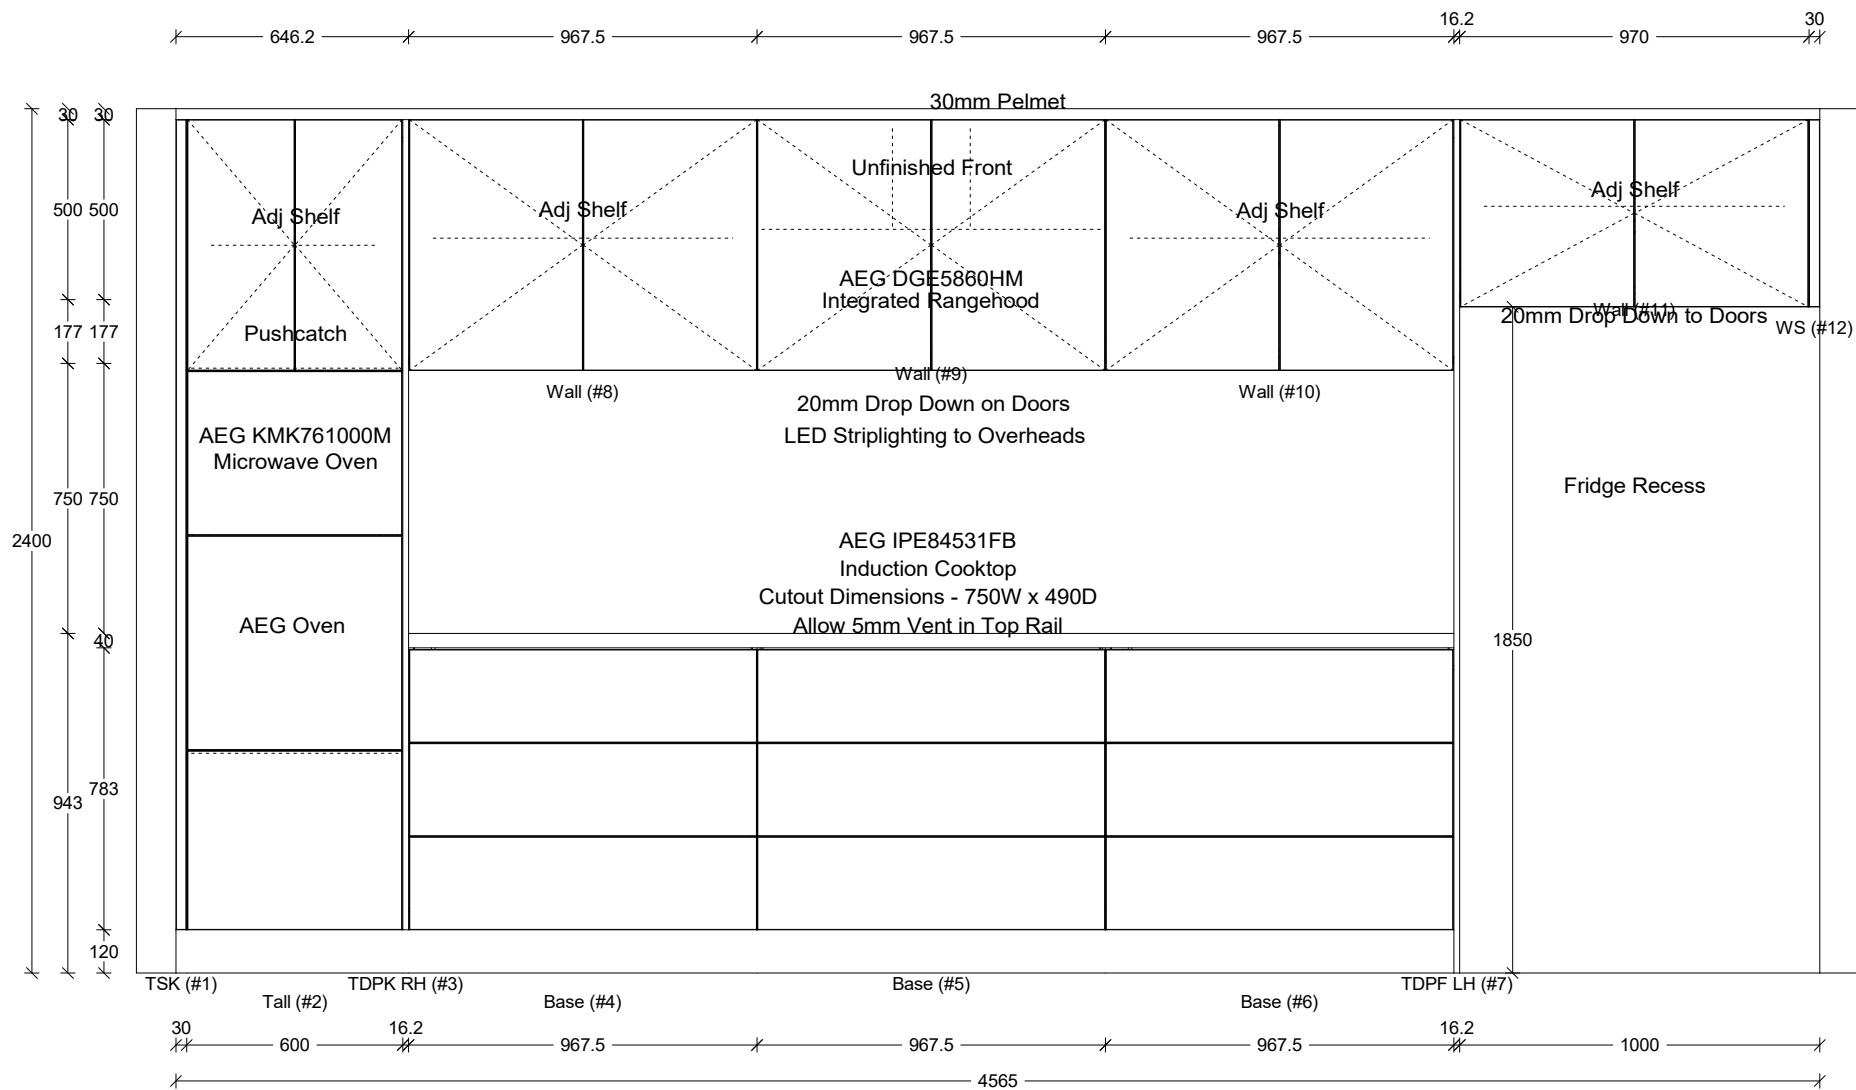 16.2 30
646.2 967.5 967.5 967.5 970
30mm Pelmet
30 30
Unfinished Front
Adj Shelf
500 500 Adj Shelf Adj Shelf Adj Shelf
AEG DGE5860HM
Integrated Rangehood
Wall (#11)
20mm Drop Down to Doors
WS (#12)
177 177 Pushcatch
Wall (#9)
Wall (#8) Wall (#10)
20mm Drop Down on Doors
LED Striplighting to Overheads
AEG KMK761000M
Microwave Oven
Fridge Recess
750 750
2400
AEG IPE84531FB
Induction Cooktop
Cutout Dimensions - 750W x 490D
Allow 5mm Vent in Top Rail
AEG Oven
40
1850
943 783
120
TSK (#1) TDPK RH (#3) Base (#5) TDPF LH (#7)
Tall (#2) Base (#4) Base (#6)
30 16.2 16.2
600 967.5 967.5 967.5 1000
4565